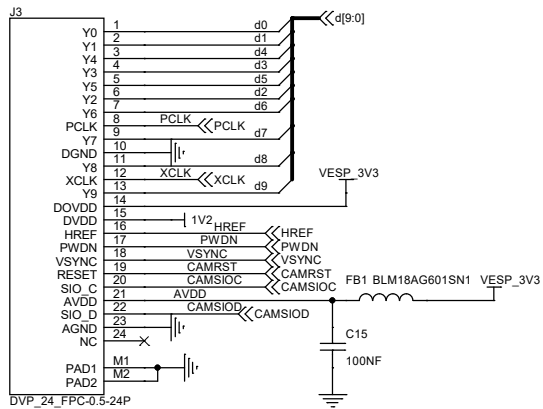 J3
Y0 1 d0 d[9:0]
Y1 2 d1
Y4 3 d4
Y3 4 d3
Y5 5 d5
Y2 6 d2
Y6 7 d6
PCLK 8 PCLK PCLK
Y7 9 d7
DGND 10
Y8 11 d8
XCLK 12 XCLK XCLK VESP_3V3
Y9 13 d9
DOVDD 14
DVDD 15 1V2
HREF 16 HREF HREF
PWDN 17 PWDN PWDN
VSYNC 18 VSYNC VSYNC
RESET 19 CAMRST CAMRST
SIO_C 20 CAMSIOC CAMSIOC FB1 BLM18AG601SN1 VESP_3V3
AVDD 21 AVDD
SIO_D 22 CAMSIOD CAMSIOD
AGND 23
NC 24
C15
100NF
PAD1 M1
PAD2 M2
DVP_24_FPC-0.5-24P